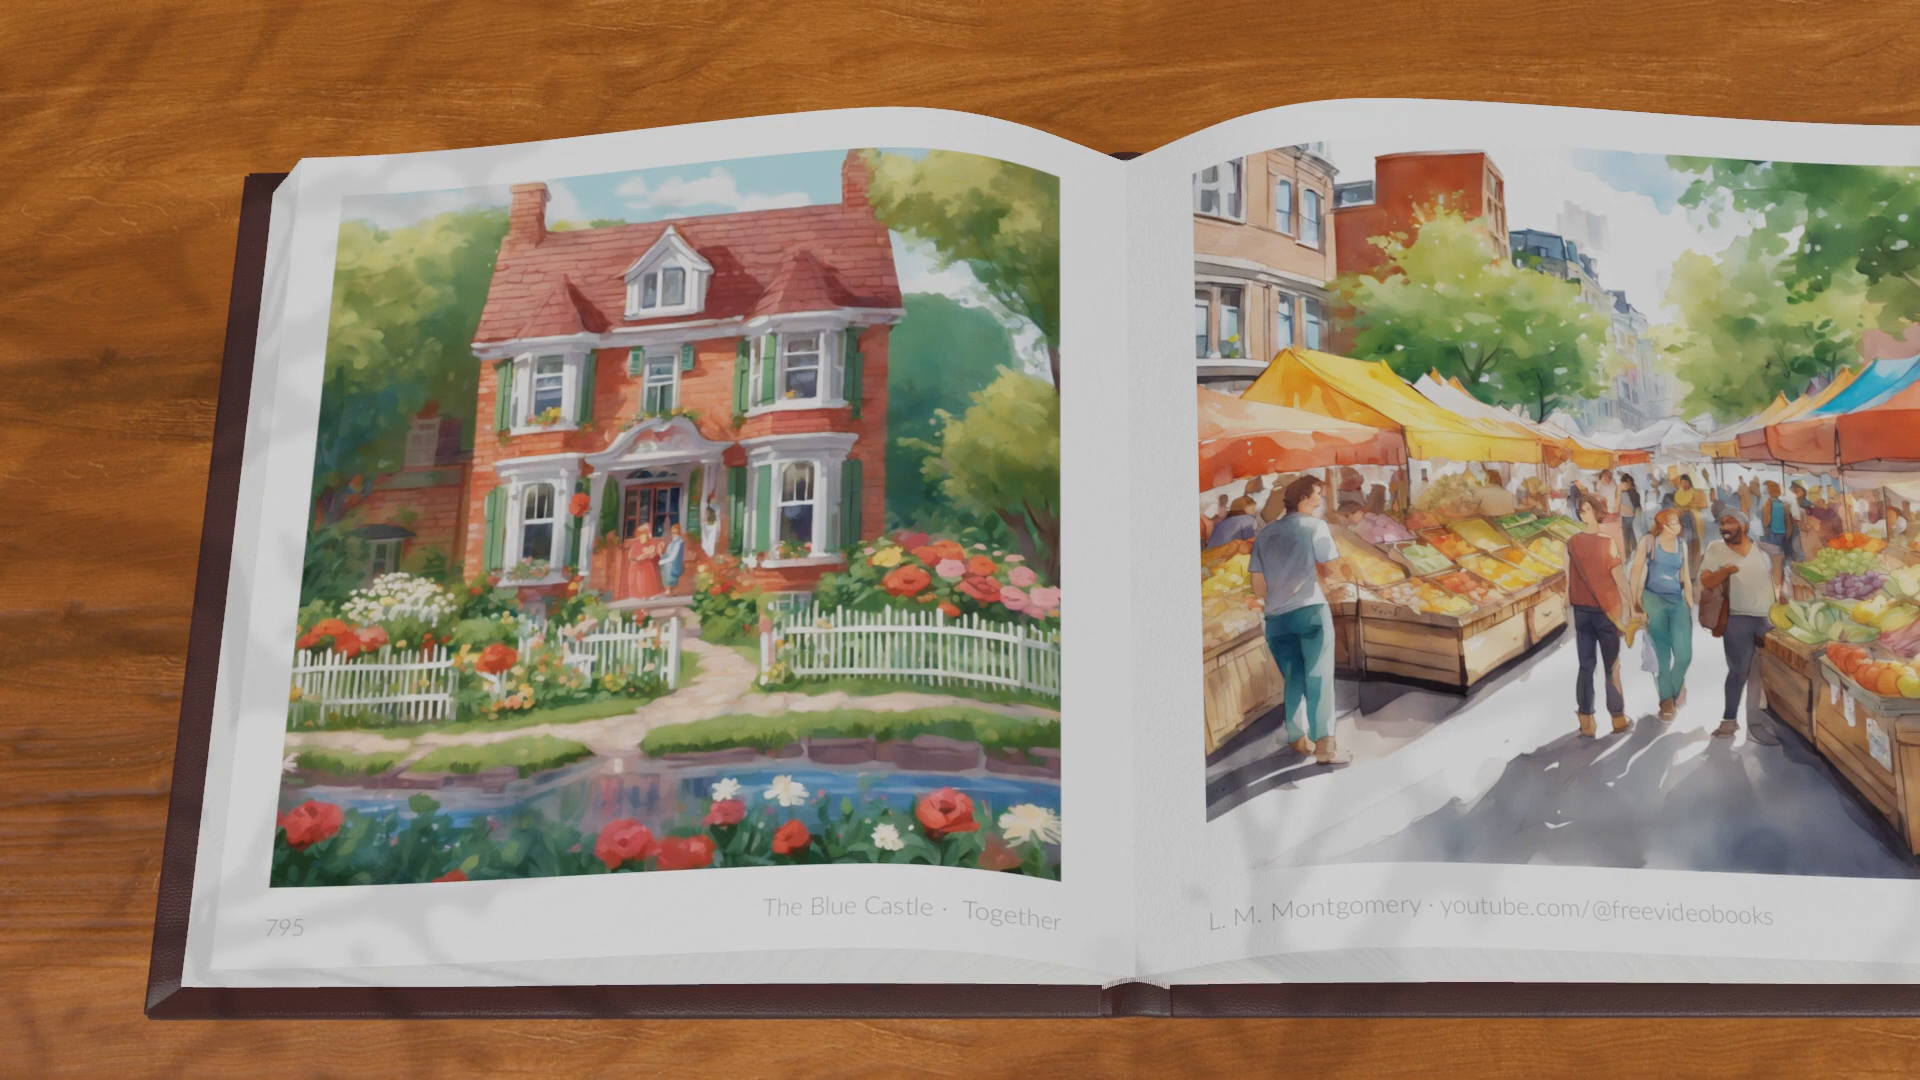 795
The Blue Castle · Together
L. M. Montgomery · youtube.com/@freevideobooks